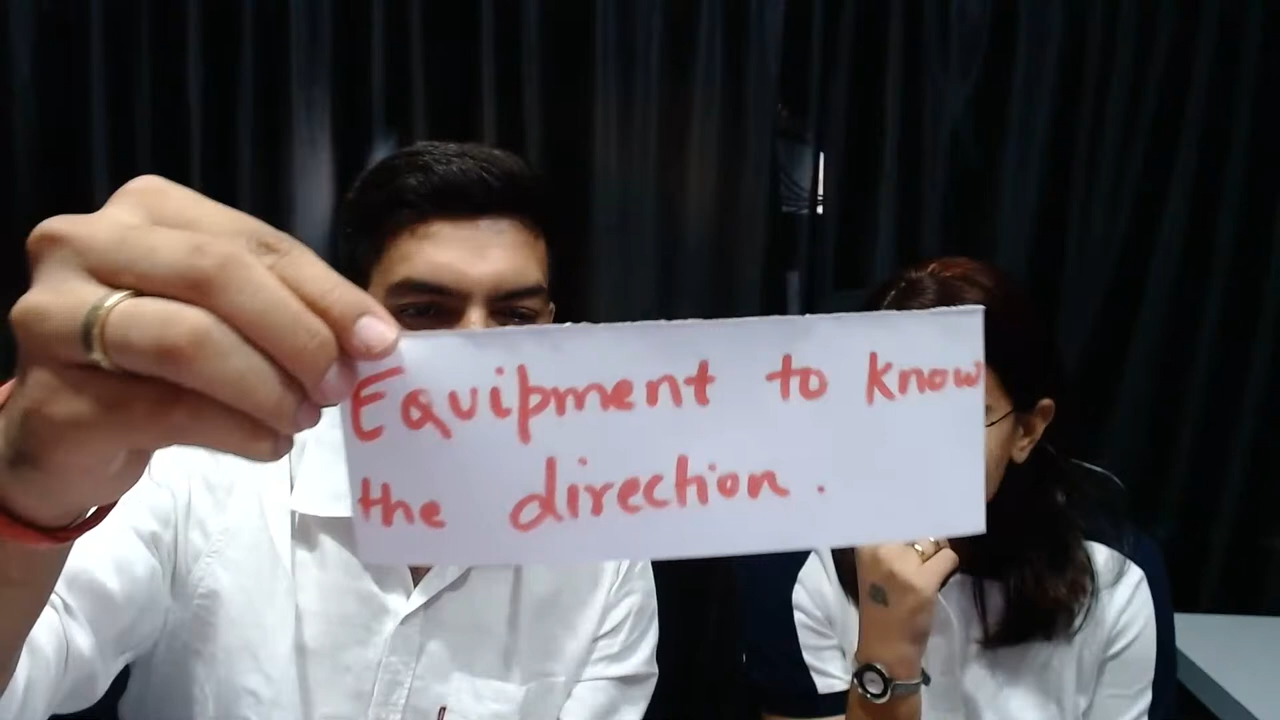 Equipment to know
the direction.